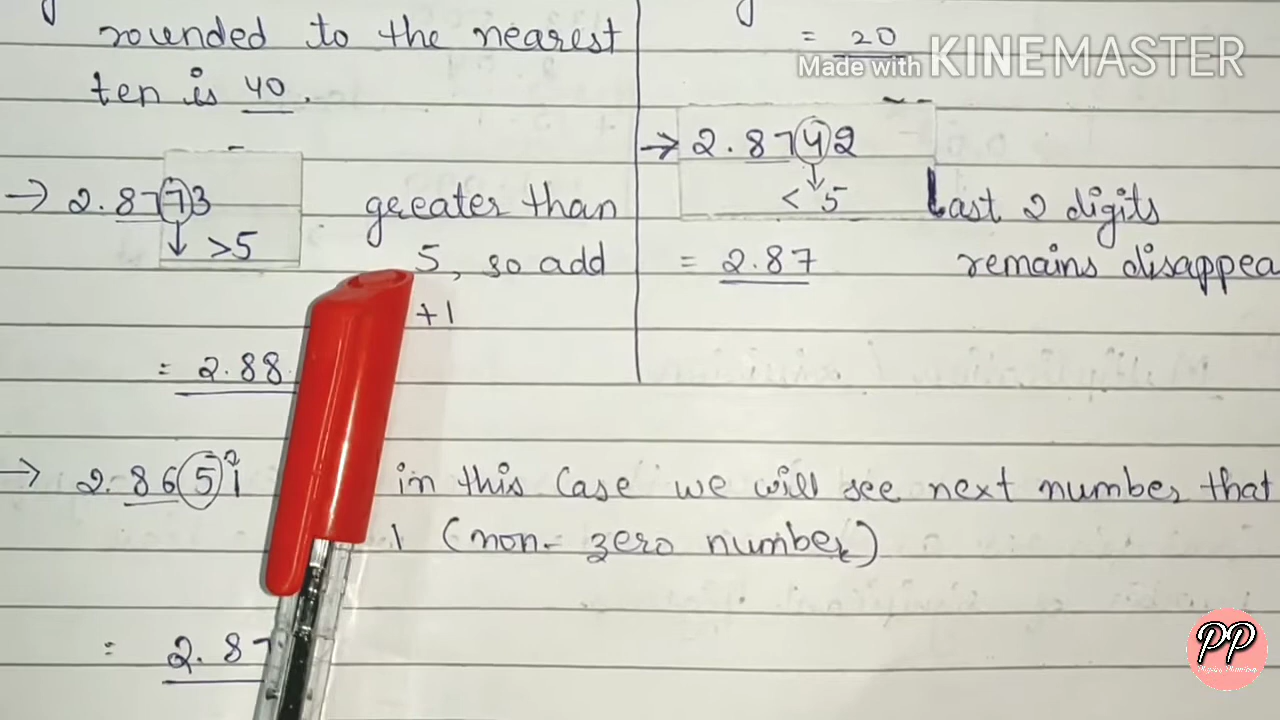 rounded to the nearest
ten is 40.
→ 2.8773
↓ >5
greater than
5, so add
+1
= 2.88
= 20
Made with KINEMASTER
→ 2.8742
<5
= 2.87
Last 2 digits
remains disappea
→ 2.8651
in this case we will see next number that
1 (non-zero number)
= 2.87
PP